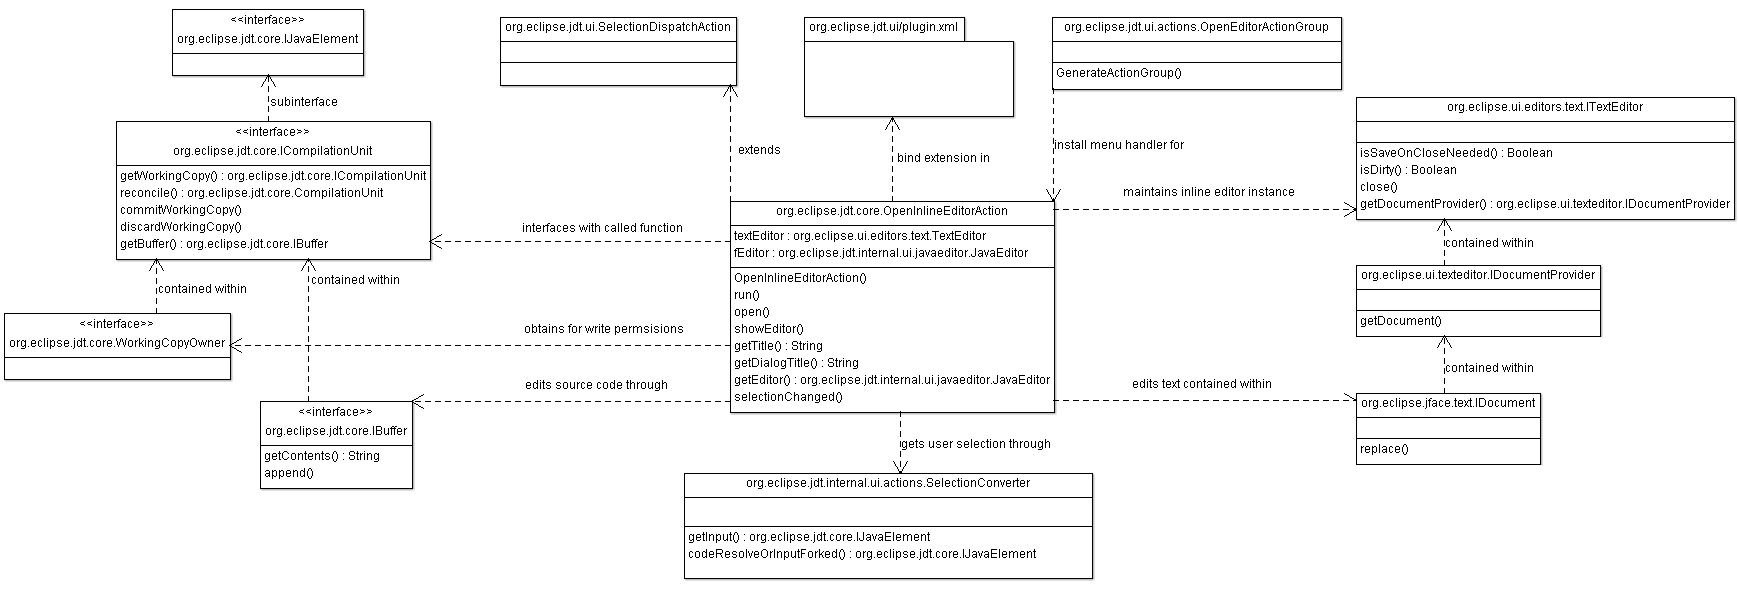 <<interface>>
org.eclipse.jdt.core.IJavaElement
org.eclipse.jdt.ui.SelectionDispatchAction
org.eclipse.jdt.ui/plugin.xml
org.eclipse.jdt.ui.actions.OpenEditorActionGroup
GenerateActionGroup()
subinterface
<<interface>>
org.eclipse.jdt.core.ICompilationUnit
getWorkingCopy() : org.eclipse.jdt.core.ICompilationUnit
reconcile() : org.eclipse.jdt.core.CompilationUnit
commitWorkingCopy()
discardWorkingCopy()
getBuffer() : org.eclipse.jdt.core.IBuffer
extends
bind extension in
install menu handler for
org.eclipse.ui.editors.text.ITextEditor
isSaveOnCloseNeeded() : Boolean
isDirty() : Boolean
close()
getDocumentProvider() : org.eclipse.ui.texteditor.IDocumentProvider
maintains inline editor instance
interfaces with called function
org.eclipse.jdt.core.OpenInlineEditorAction
textEditor : org.eclipse.ui.editors.text.TextEditor
fEditor : org.eclipse.jdt.internal.ui.javaeditor.JavaEditor
OpenInlineEditorAction()
run()
open()
showEditor()
getTitle() : String
getDialogTitle() : String
getEditor() : org.eclipse.jdt.internal.ui.javaeditor.JavaEditor
selectionChanged()
contained within
contained within
contained within
org.eclipse.ui.texteditor.IDocumentProvider
getDocument()
<<interface>>
org.eclipse.jdt.core.WorkingCopyOwner
obtains for write permsisions
edits source code through
edits text contained within
contained within
<<interface>>
org.eclipse.jdt.core.IBuffer
getContents() : String
append()
org.eclipse.jface.text.IDocument
replace()
gets user selection through
org.eclipse.jdt.internal.ui.actions.SelectionConverter
getInput() : org.eclipse.jdt.core.IJavaElement
codeResolveOrInputForked() : org.eclipse.jdt.core.IJavaElement